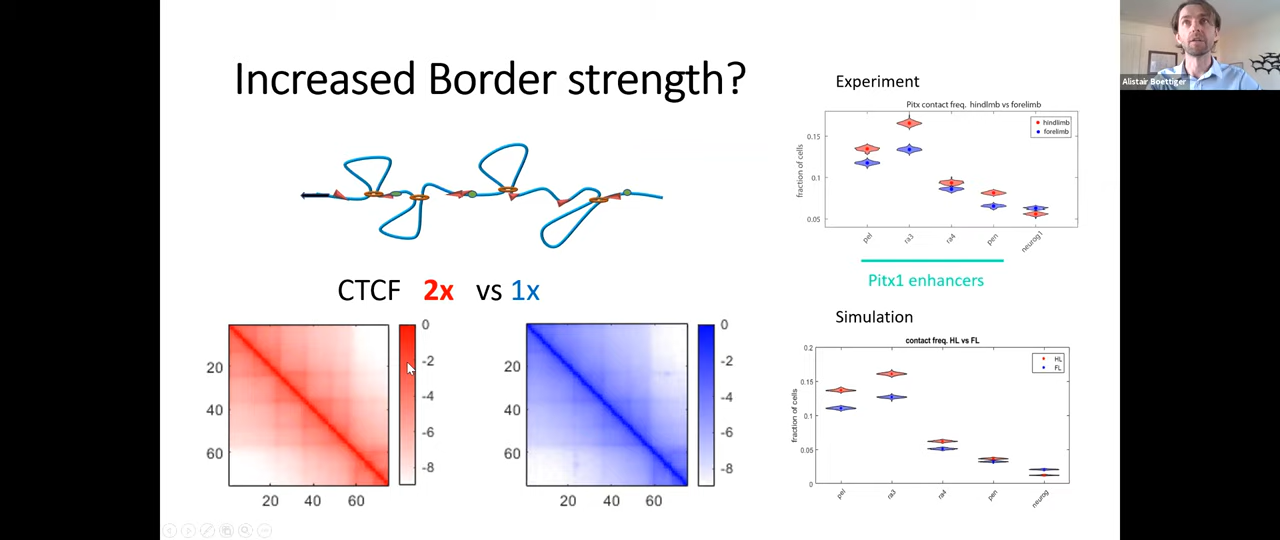 Increased Border strength?
CTCF 2x vs 1x
0
-2
-4
-6
-8
20
40
60
20 40 60
0
-2
-4
-6
-8
20
40
60
20 40 60
Experiment
Pitx contact freq. hindlmb vs forelimb
hindlimb
forelimb
fraction of cells
0.15
0.1
0.05
pel ra3 ra4 pen neurog1
Pitx1 enhancers
Simulation
contact freq. HL vs FL
HL
FL
fraction of cells
0.2
0.15
0.1
0.05
0
pel ra3 ra4 pen neurog
Alistair Boettiger